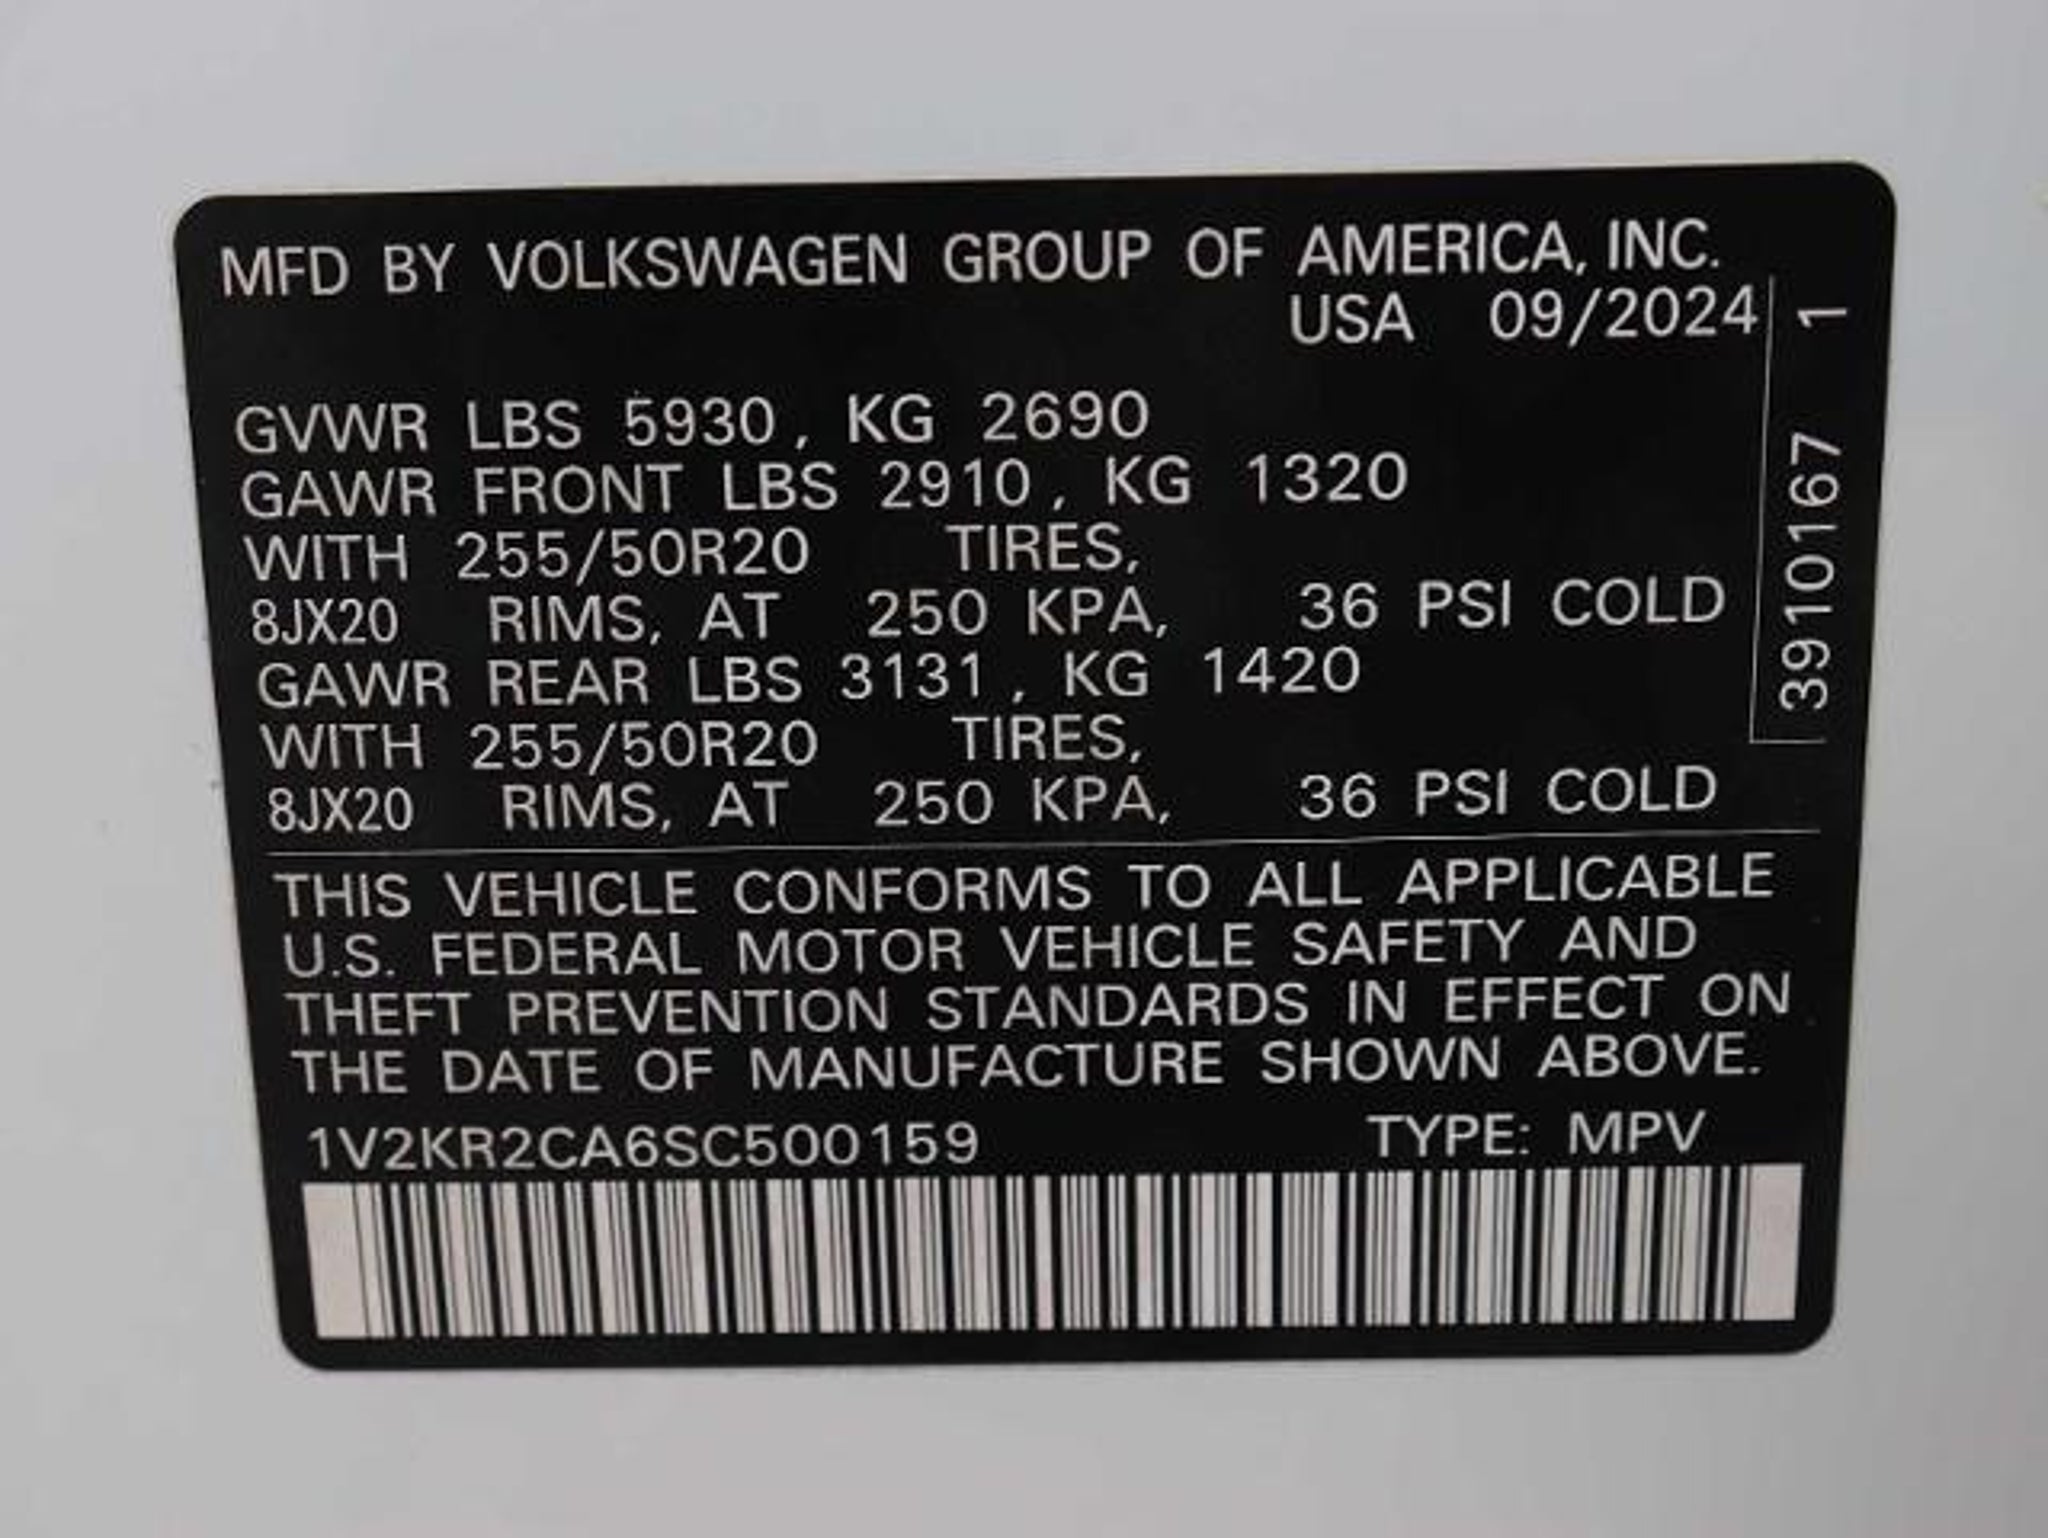 MFD BY VOLKSWAGEN GROUP OF AMERICA, INC.
USA 09/2024
GVWR LBS 5930, KG 2690
GAWR FRONT LBS 2910, KG 1320
WITH 255/50R20 TIRES,
8JX20 RIMS, AT 250 KPA, 36 PSI COLD
GAWR REAR LBS 3131, KG 1420
WITH 255/50R20 TIRES,
8JX20 RIMS, AT 250 KPA, 36 PSI COLD
3910167 1
THIS VEHICLE CONFORMS TO ALL APPLICABLE
U.S. FEDERAL MOTOR VEHICLE SAFETY AND
THEFT PREVENTION STANDARDS IN EFFECT ON
THE DATE OF MANUFACTURE SHOWN ABOVE.
1V2KR2CA6SC500159 TYPE: MPV